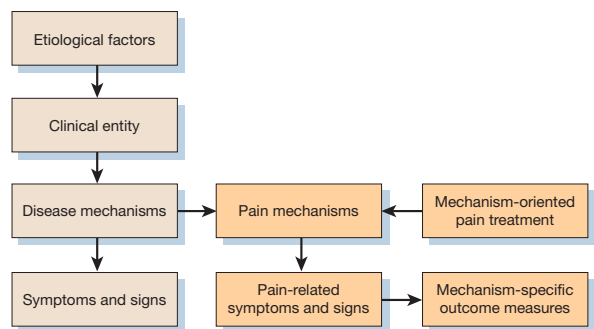 Etiological factors
Clinical entity
Disease mechanisms
Pain mechanisms
Mechanism-oriented
pain treatment
Symptoms and signs
Pain-related
symptoms and signs
Mechanism-specific
outcome measures